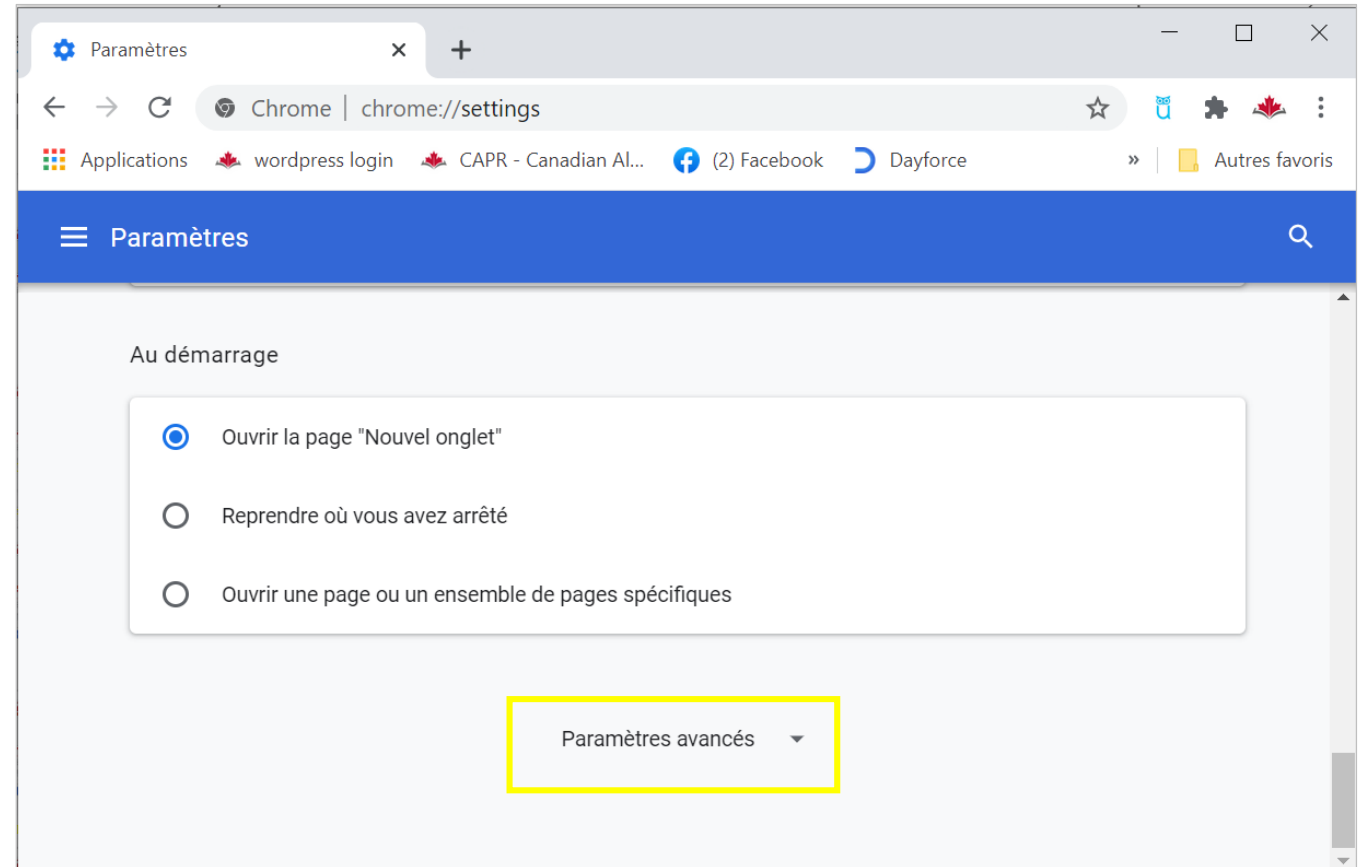 Paramètres
Chrome | chrome://settings
Applications wordpress login CAPR - Canadian Al... (2) Facebook Dayforce » Autres favoris
Paramètres
Au démarrage
Ouvrir la page "Nouvel onglet"
Reprendre où vous avez arrêté
Ouvrir une page ou un ensemble de pages spécifiques
Paramètres avancés